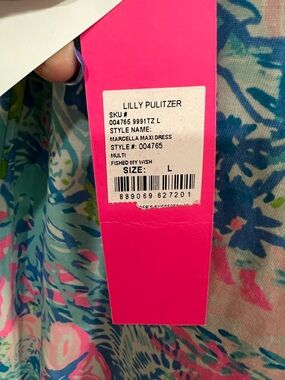 LILLY PULITZER
SKU #
004765 9991TZ L
STYLE NAME:
MARCELLA MAXI DRESS
STYLE #: 004765
MULTI
FISHED MY WISH
SIZE: L
889069 627201